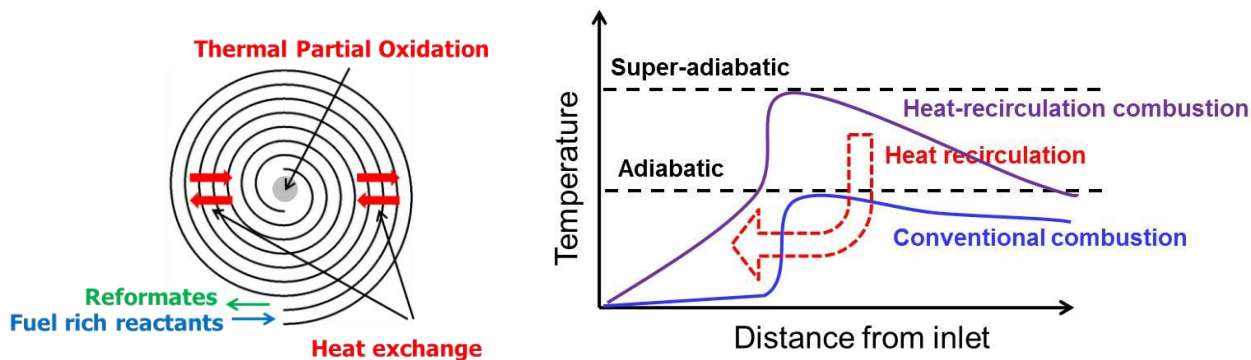 Thermal Partial Oxidation
Reformates
Fuel rich reactants
Heat exchange
Temperature
Super-adiabatic
Heat-recirculation combustion
Heat recirculation
Adiabatic
Conventional combustion
Distance from inlet